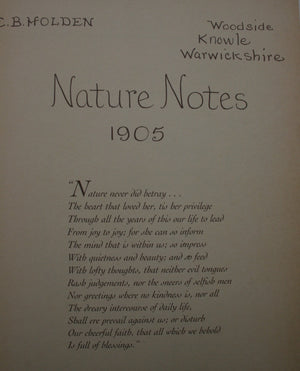 E.B. HOLDEN
Woodside
Knowle
Warwickshire
Nature Notes
1905
"Nature never did betray . . .
The heart that loved her, tis her privilege
Through all the years of this our life to lead
From joy to joy; for she can so inform
The mind that is within us; so impress
With quietness and beauty; and so feed
With lofty thoughts, that neither evil tongues
Rash judgements, nor the sneers of selfish men
Nor greetings where no kindness is, nor all
The dreary intercourse of daily life,
Shall ere prevail against us; or disturb
Our cheerful faith, that all which we behold
Is full of blessings."